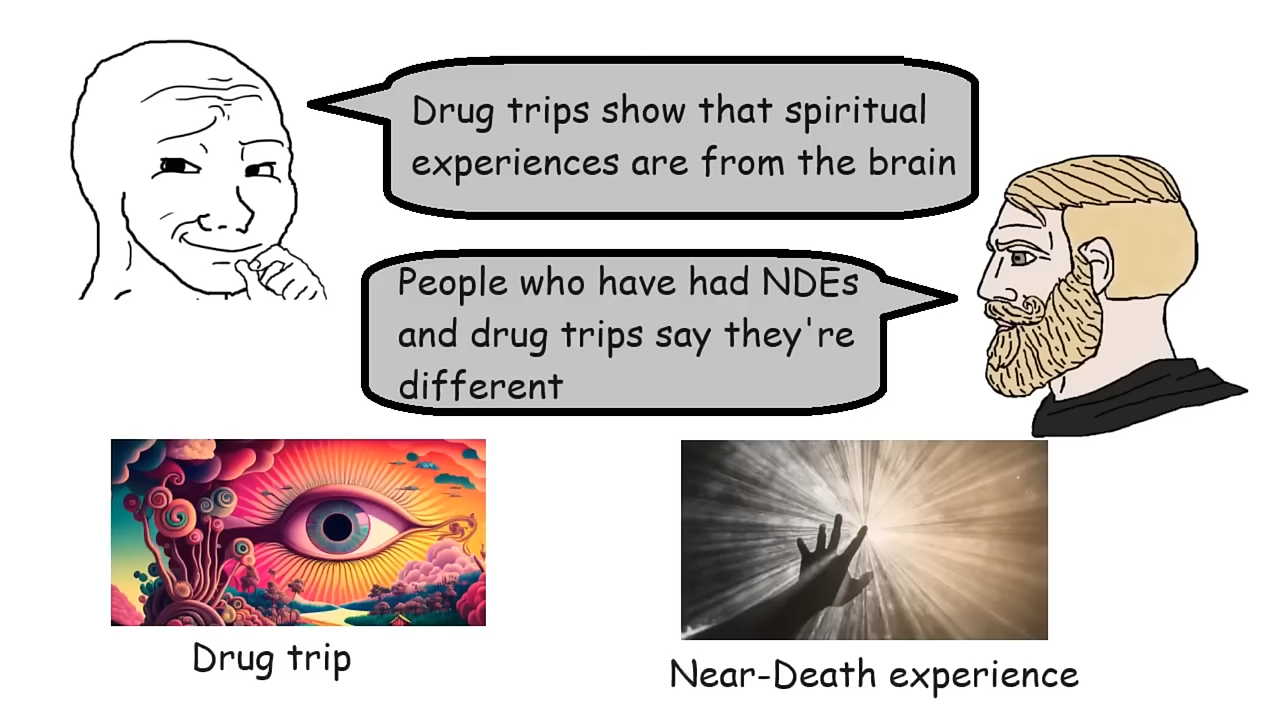 Drug trips show that spiritual
experiences are from the brain
People who have had NDEs
and drug trips say they're
different
Drug trip
Near-Death experience